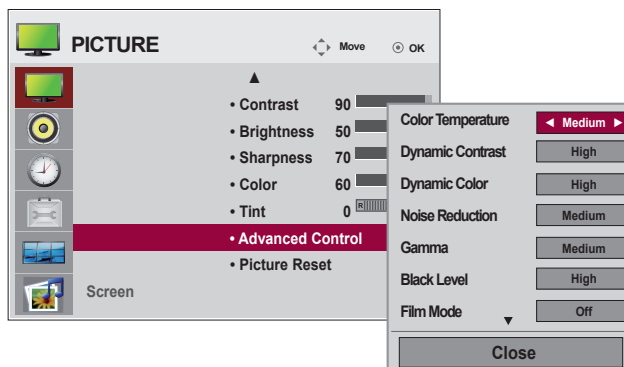 PICTURE
Move
OK
• Contrast 90
• Brightness 50
• Sharpness 70
• Color 60
• Tint 0 R
• Advanced Control
• Picture Reset
Screen
Color Temperature Medium
Dynamic Contrast High
Dynamic Color High
Noise Reduction Medium
Gamma Medium
Black Level High
Film Mode Off
Close